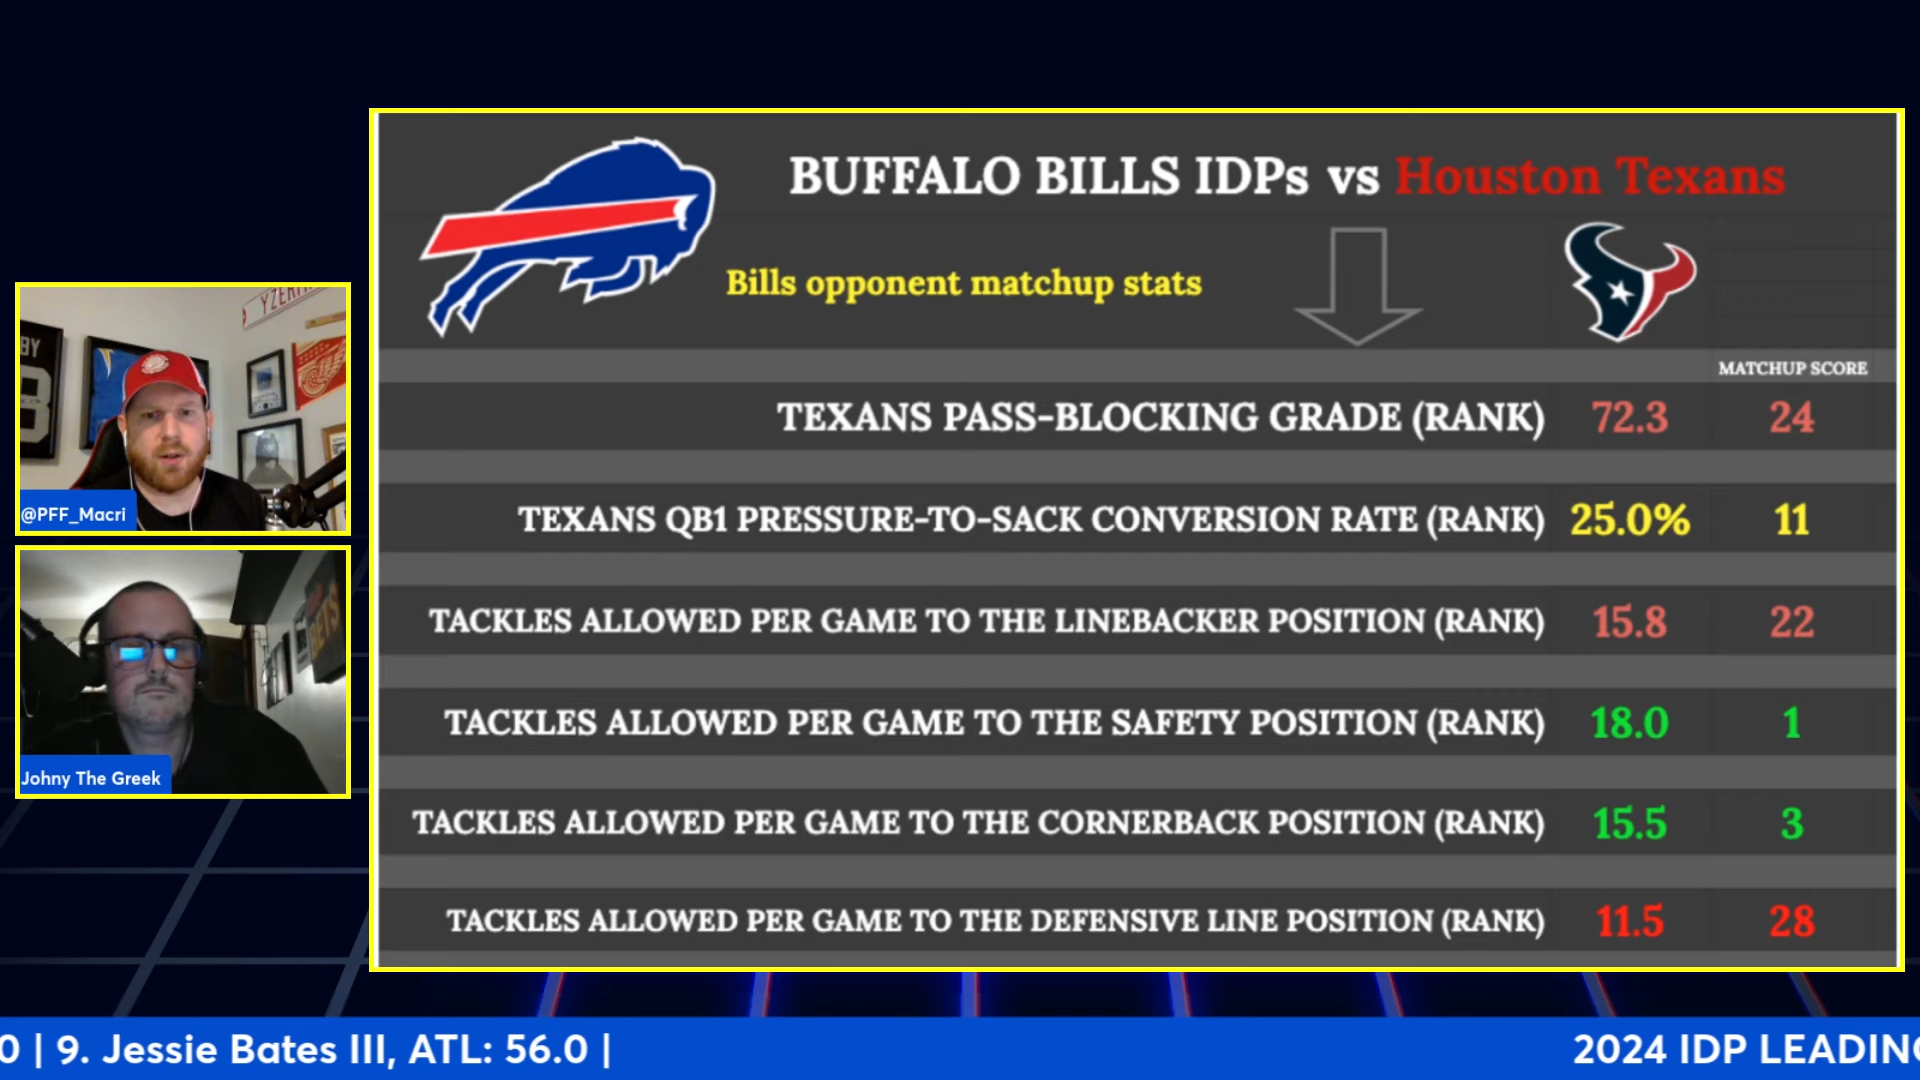 BUFFALO BILLS IDPs vs Houston Texans
Bills opponent matchup stats
MATCHUP SCORE
TEXANS PASS-BLOCKING GRADE (RANK) 72.3 24
TEXANS QB1 PRESSURE-TO-SACK CONVERSION RATE (RANK) 25.0% 11
TACKLES ALLOWED PER GAME TO THE LINEBACKER POSITION (RANK) 15.8 22
TACKLES ALLOWED PER GAME TO THE SAFETY POSITION (RANK) 18.0 1
TACKLES ALLOWED PER GAME TO THE CORNERBACK POSITION (RANK) 15.5 3
TACKLES ALLOWED PER GAME TO THE DEFENSIVE LINE POSITION (RANK) 11.5 28
BY
8
@PFF_Macri
Johny The Greek
0 | 9. Jessie Bates III, ATL: 56.0 | 2024 IDP LEADING